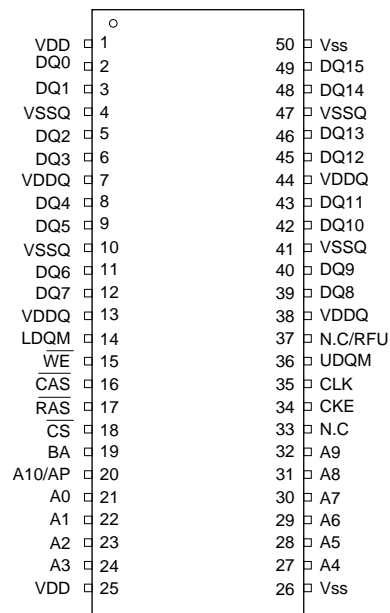 VDD 1 50 Vss
DQ0 2 49 DQ15
DQ1 3 48 DQ14
VSSQ 4 47 VSSQ
DQ2 5 46 DQ13
DQ3 6 45 DQ12
VDDQ 7 44 VDDQ
DQ4 8 43 DQ11
DQ5 9 42 DQ10
VSSQ 10 41 VSSQ
DQ6 11 40 DQ9
DQ7 12 39 DQ8
VDDQ 13 38 VDDQ
LDQM 14 37 N.C/RFU
W̅E̅ 15 36 UDQM
C̅A̅S̅ 16 35 CLK
R̅A̅S̅ 17 34 CKE
C̅S̅ 18 33 N.C
BA 19 32 A9
A10/AP 20 31 A8
A0 21 30 A7
A1 22 29 A6
A2 23 28 A5
A3 24 27 A4
VDD 25 26 Vss